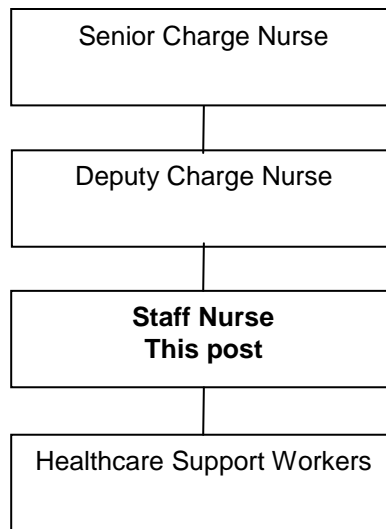 Senior Charge Nurse
Deputy Charge Nurse
Staff Nurse
This post
Healthcare Support Workers